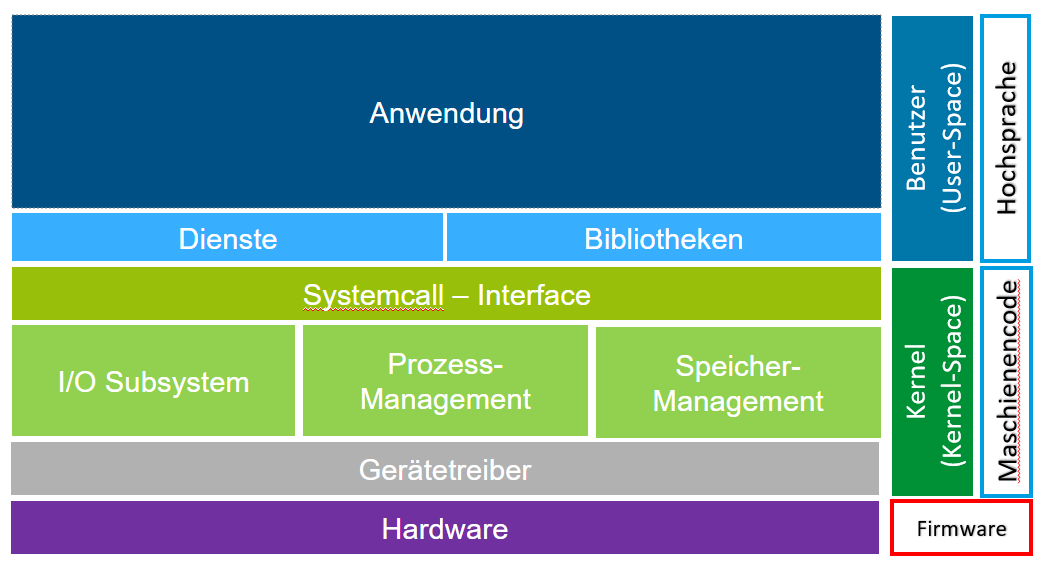 Anwendung
Dienste
Bibliotheken
Systemcall – Interface
I/O Subsystem
Prozess-
Management
Speicher-
Management
Gerätetreiber
Hardware
Benutzer
(User-Space)
Hochsprache
Kernel
(Kernel-Space)
Maschienencode
Firmware